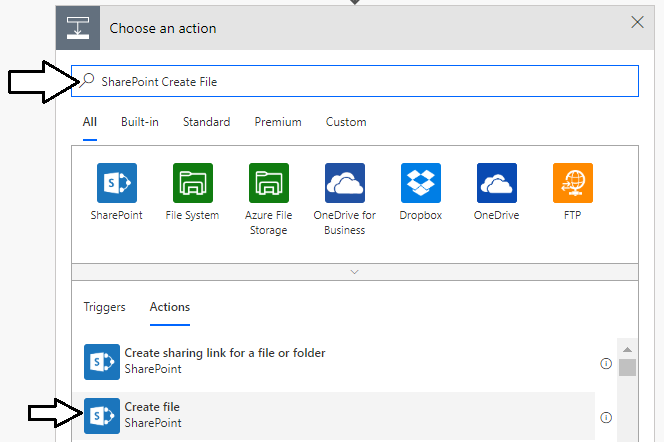 Choose an action
SharePoint Create File
All Built-in Standard Premium Custom
SharePoint File System Azure File Storage OneDrive for Business Dropbox OneDrive FTP
Triggers Actions
Create sharing link for a file or folder
SharePoint
Create file
SharePoint